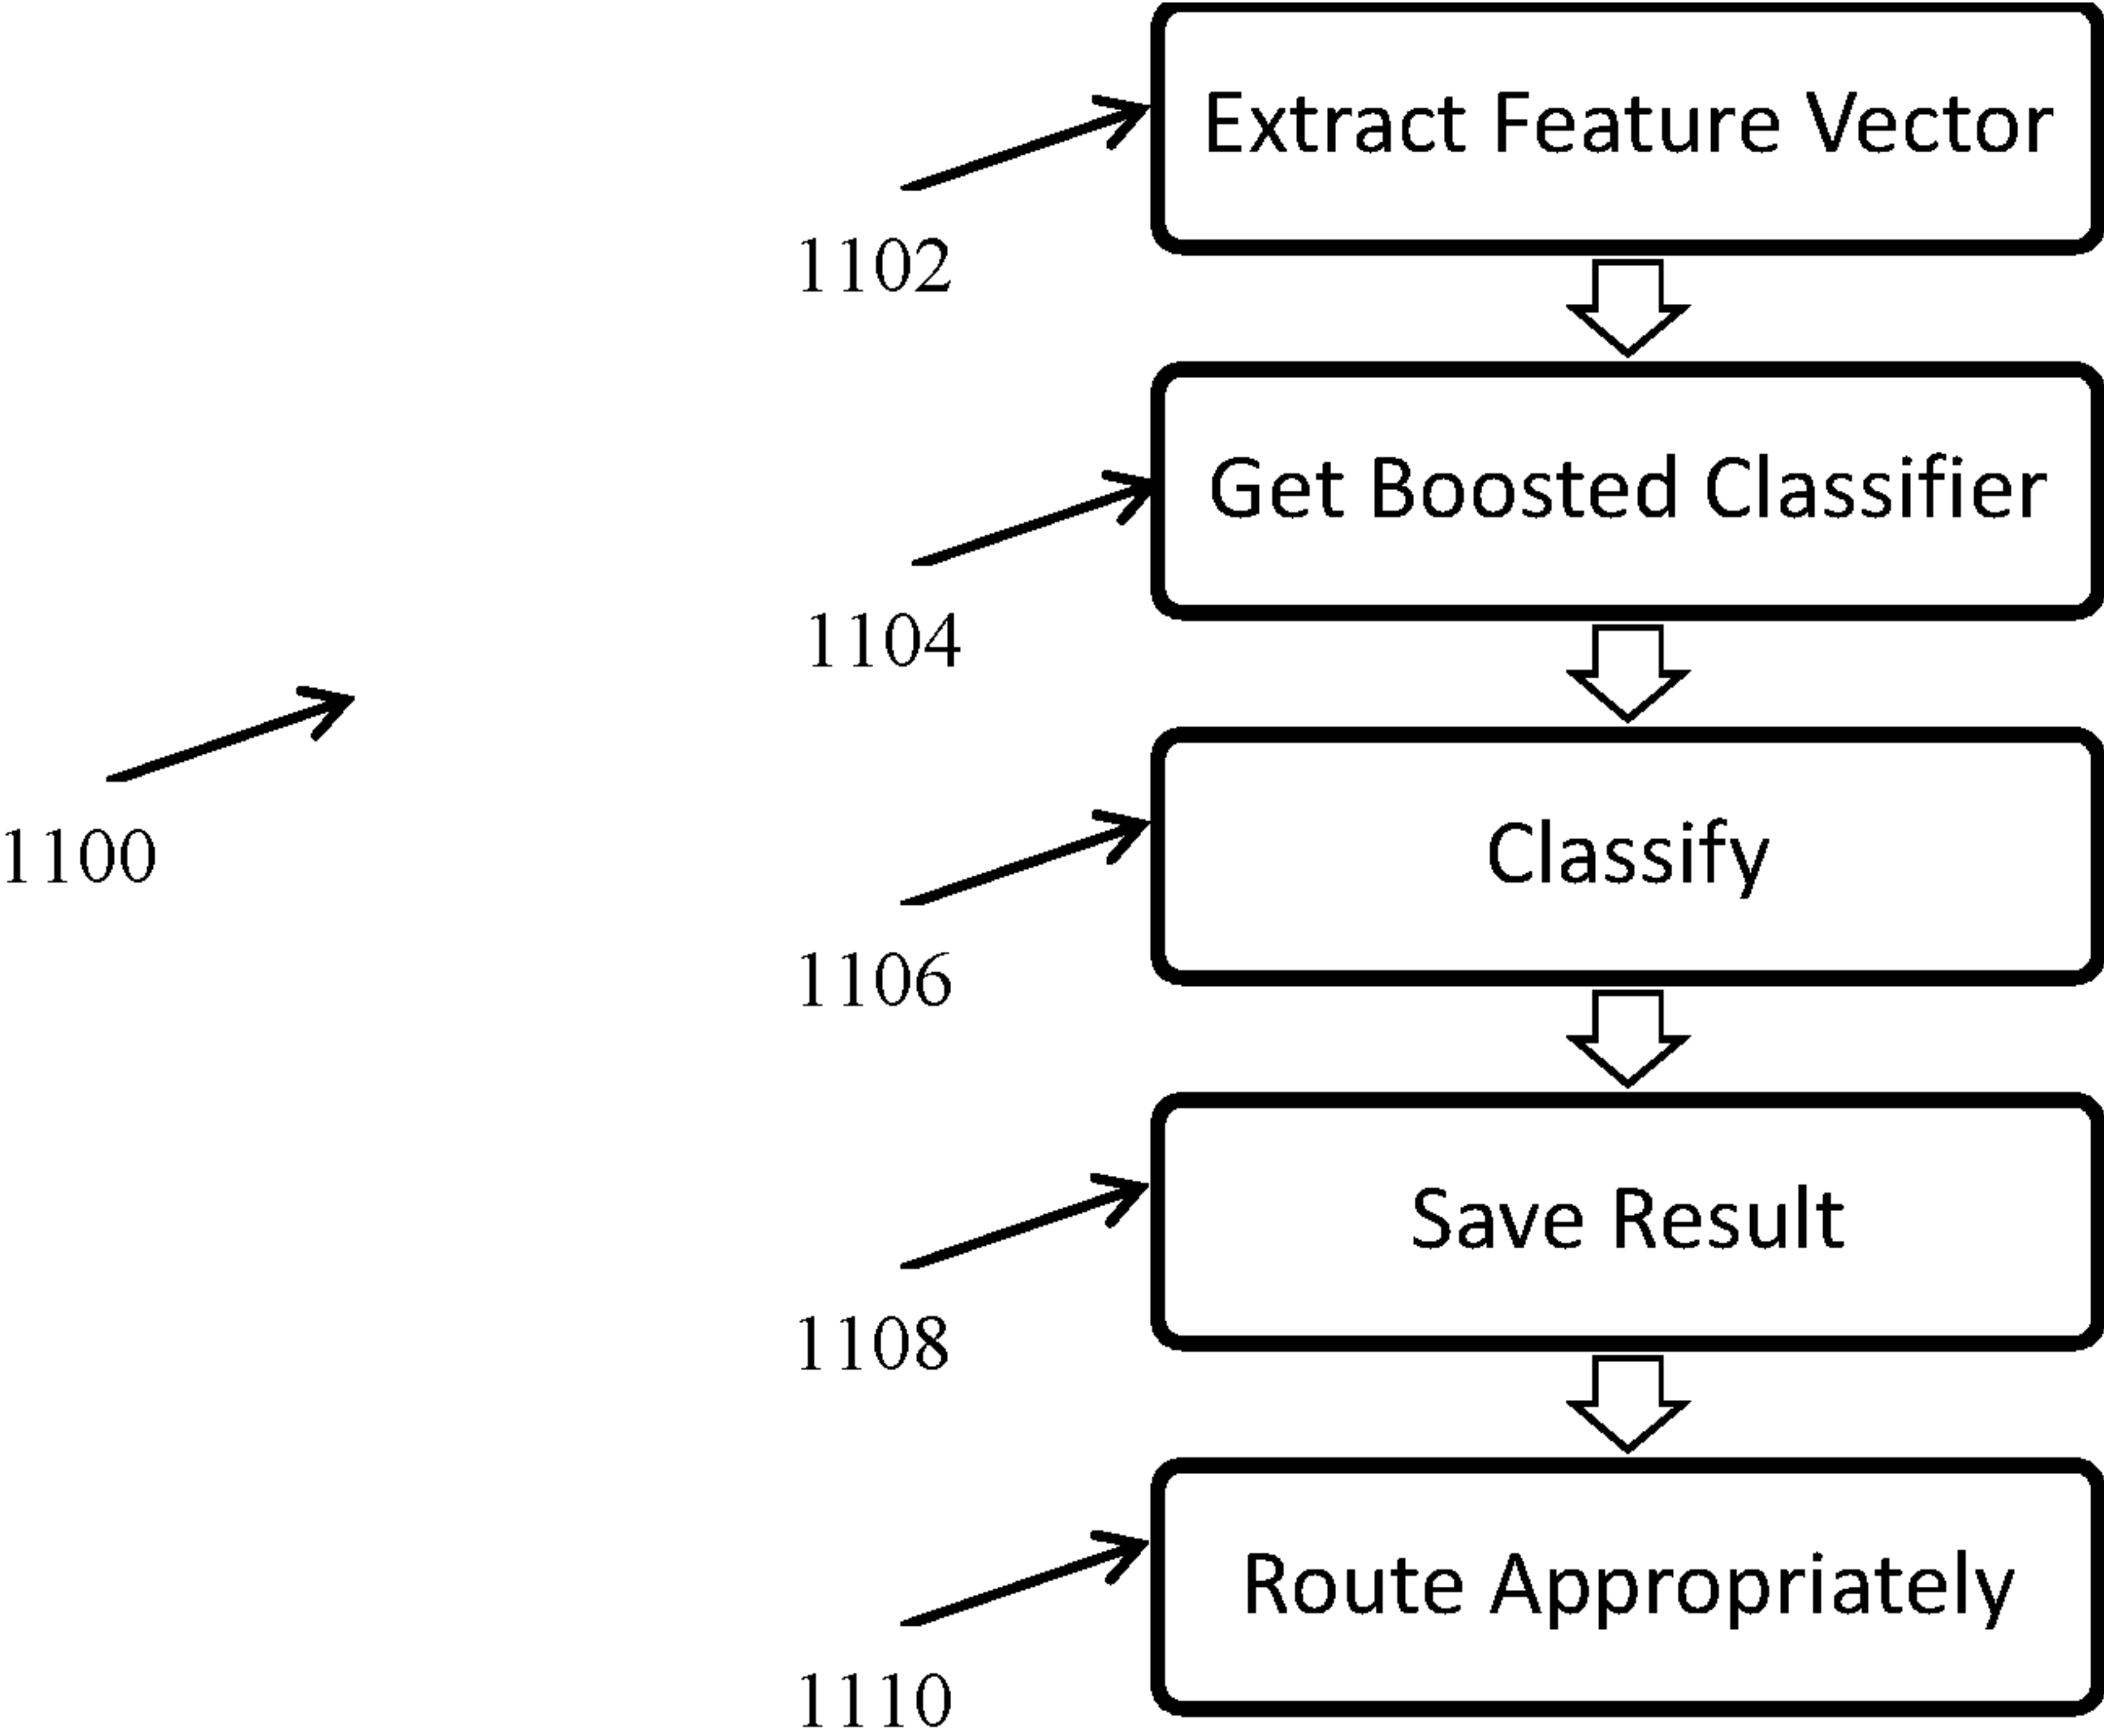 Extract Feature Vector
1102
Get Boosted Classifier
1104
1100
Classify
1106
Save Result
1108
Route Appropriately
1110